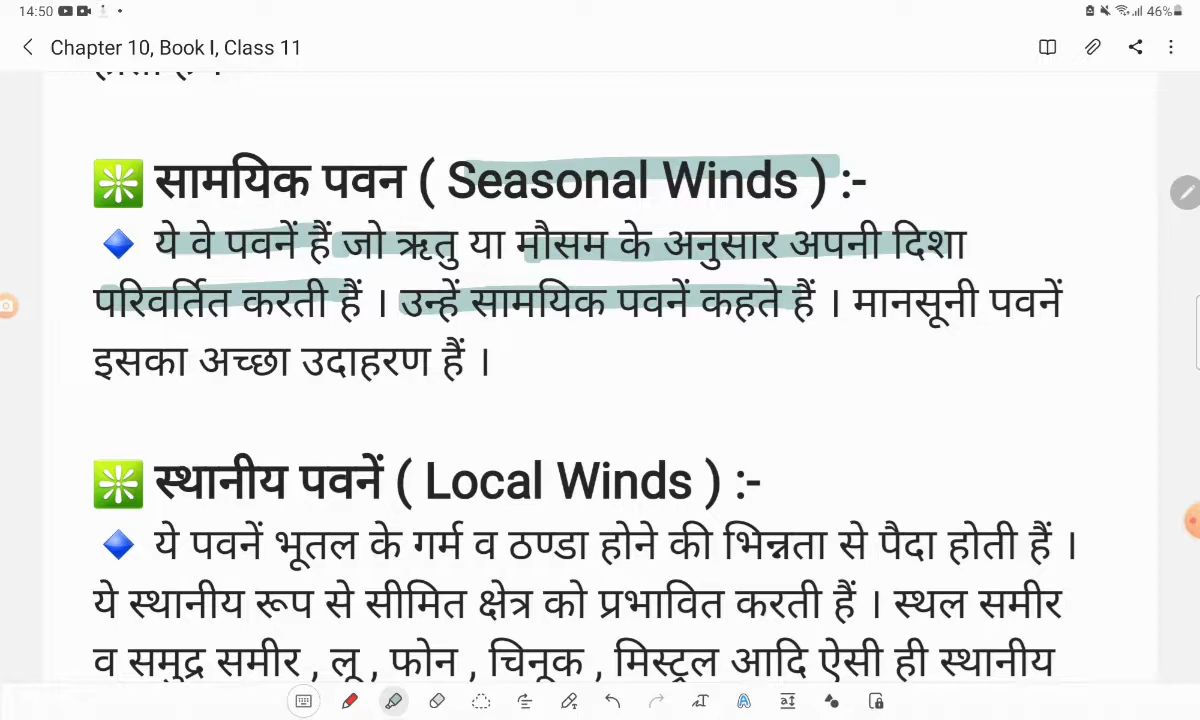 14:50
46%
Chapter 10, Book I, Class 11
सामयिक पवन ( Seasonal Winds ) :-
ये वे पवनें हैं जो ऋतु या मौसम के अनुसार अपनी दिशा
परिवर्तित करती हैं । उन्हें सामयिक पवनें कहते हैं । मानसूनी पवनें
इसका अच्छा उदाहरण हैं ।
स्थानीय पवनें ( Local Winds ) :-
ये पवनें भूतल के गर्म व ठण्डा होने की भिन्नता से पैदा होती हैं ।
ये स्थानीय रूप से सीमित क्षेत्र को प्रभावित करती हैं । स्थल समीर
व समुद्र समीर , लू , फोन , चिनूक , मिस्ट्रल आदि ऐसी ही स्थानीय